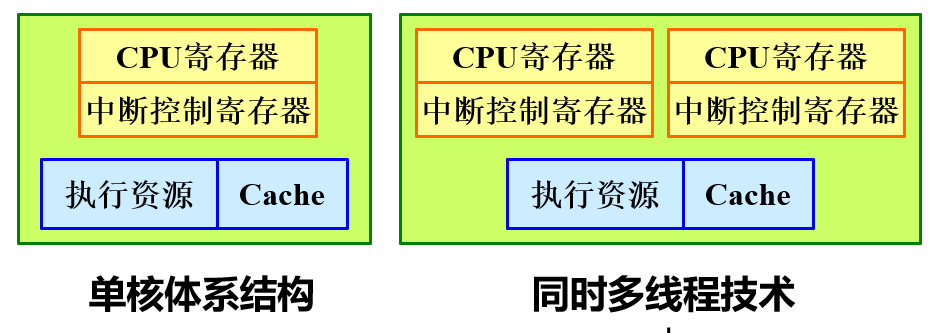 CPU寄存器
中断控制寄存器
执行资源 Cache
单核体系结构
CPU寄存器 CPU寄存器
中断控制寄存器 中断控制寄存器
执行资源 Cache
同时多线程技术